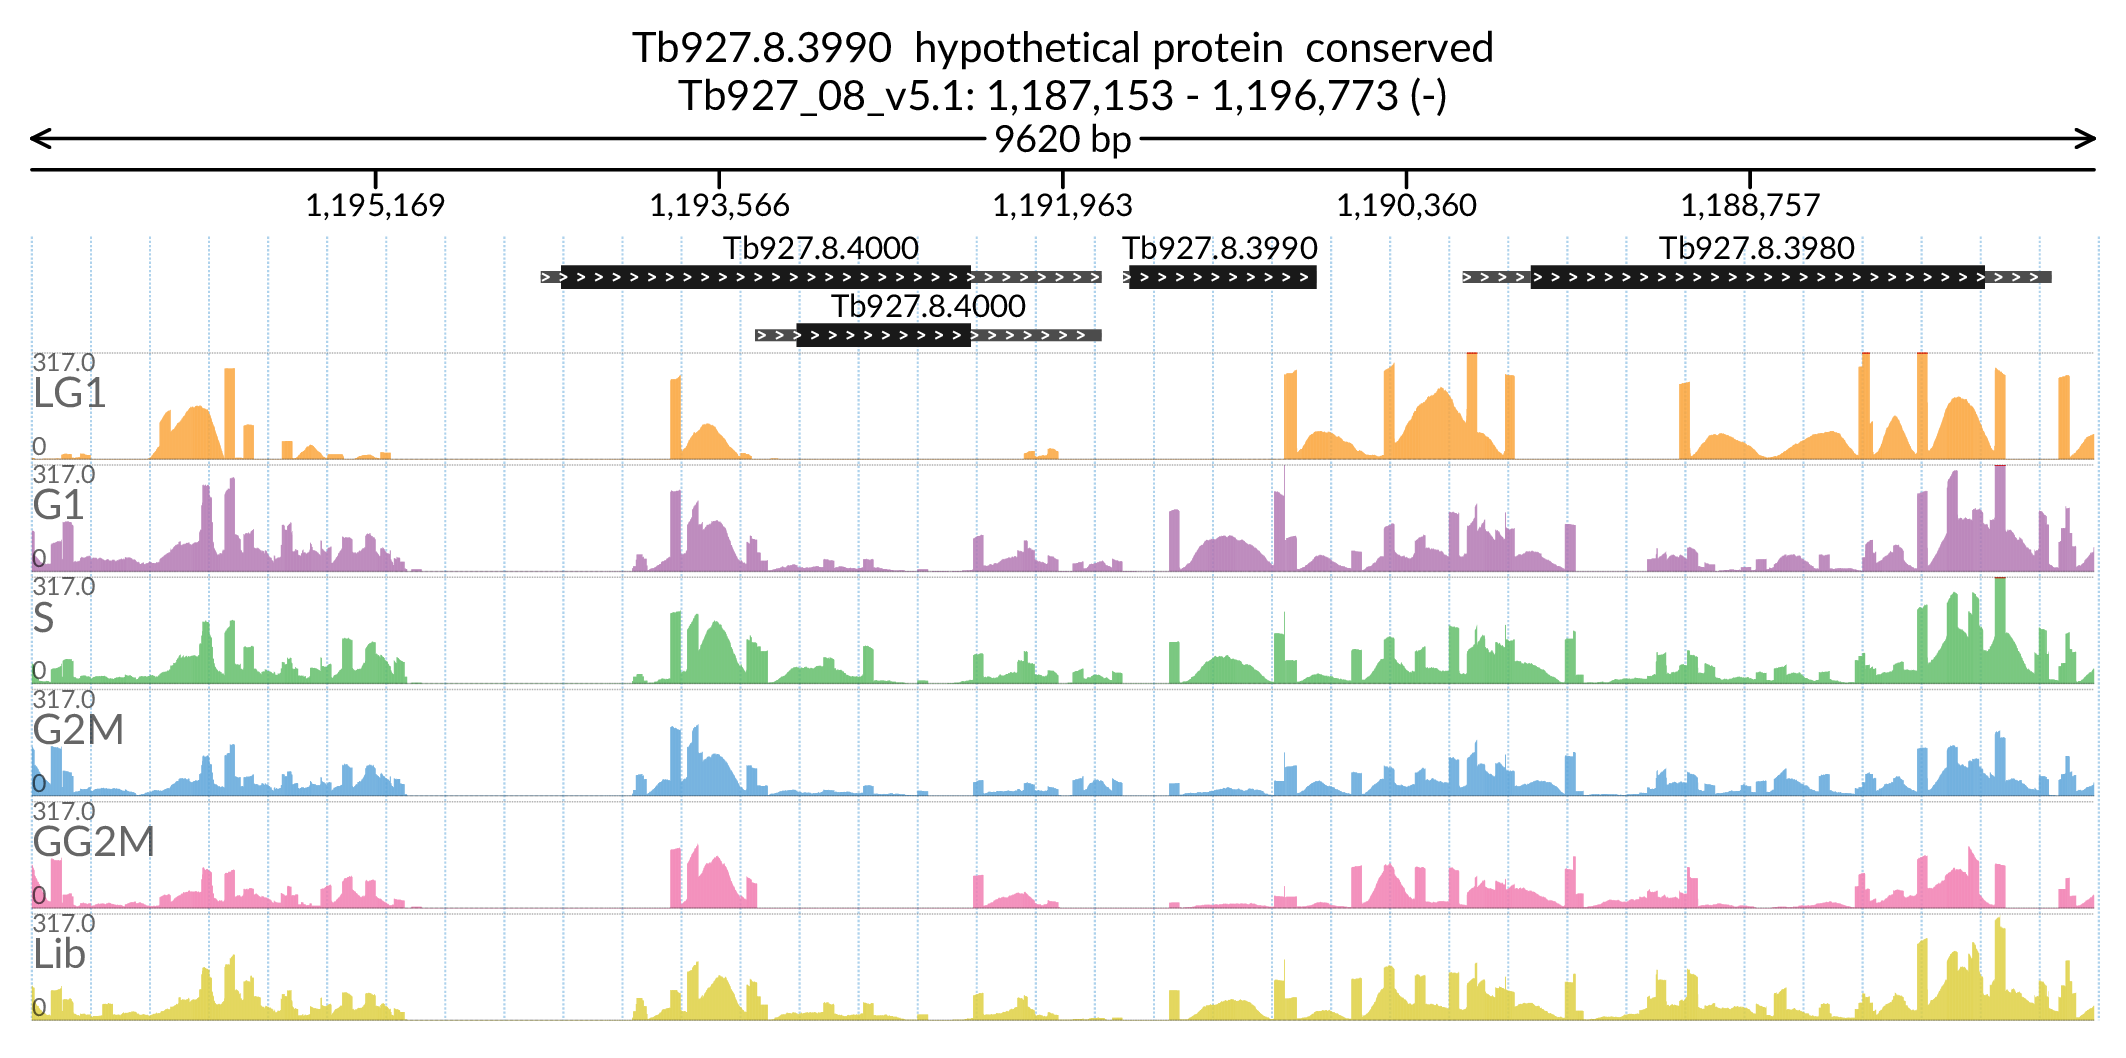 Tb927.8.3990 hypothetical protein conserved
Tb927_08_v5.1: 1,187,153 - 1,196,773 (-)
9620 bp
1,195,169 1,193,566 1,191,963 1,190,360 1,188,757
Tb927.8.4000 Tb927.8.3990 Tb927.8.3980
Tb927.8.4000
317.0
LG1
0
317.0
G1
0
317.0
S
0
317.0
G2M
0
317.0
GG2M
0
317.0
Lib
0